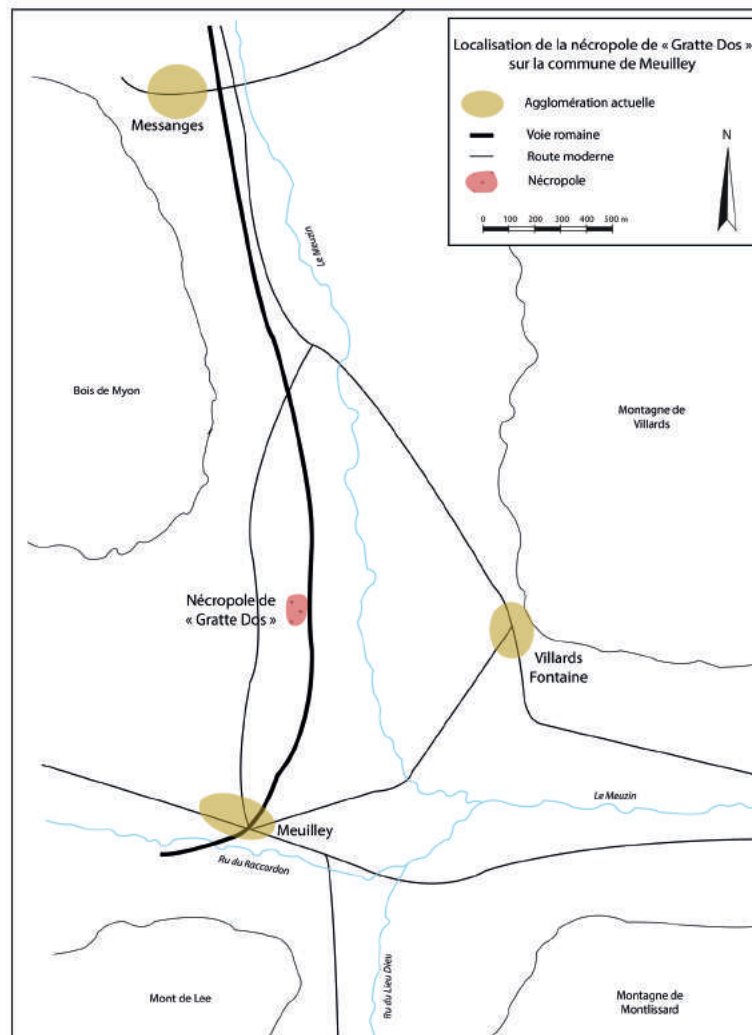 Localisation de la nécropole de « Gratte Dos »
sur la commune de Meuilley
Agglomération actuelle
Voie romaine
Route moderne
Nécropole
N
0 100 200 300 400 500 m
Messanges
Le Meuzin
Bois de Myon
Montagne de
Villards
Nécropole de
« Gratte Dos »
Villards
Fontaine
Le Meuzin
Meuilley
Ru du Raccordon
Ru du Lieu Dieu
Mont de Lee
Montagne de
Montlissard